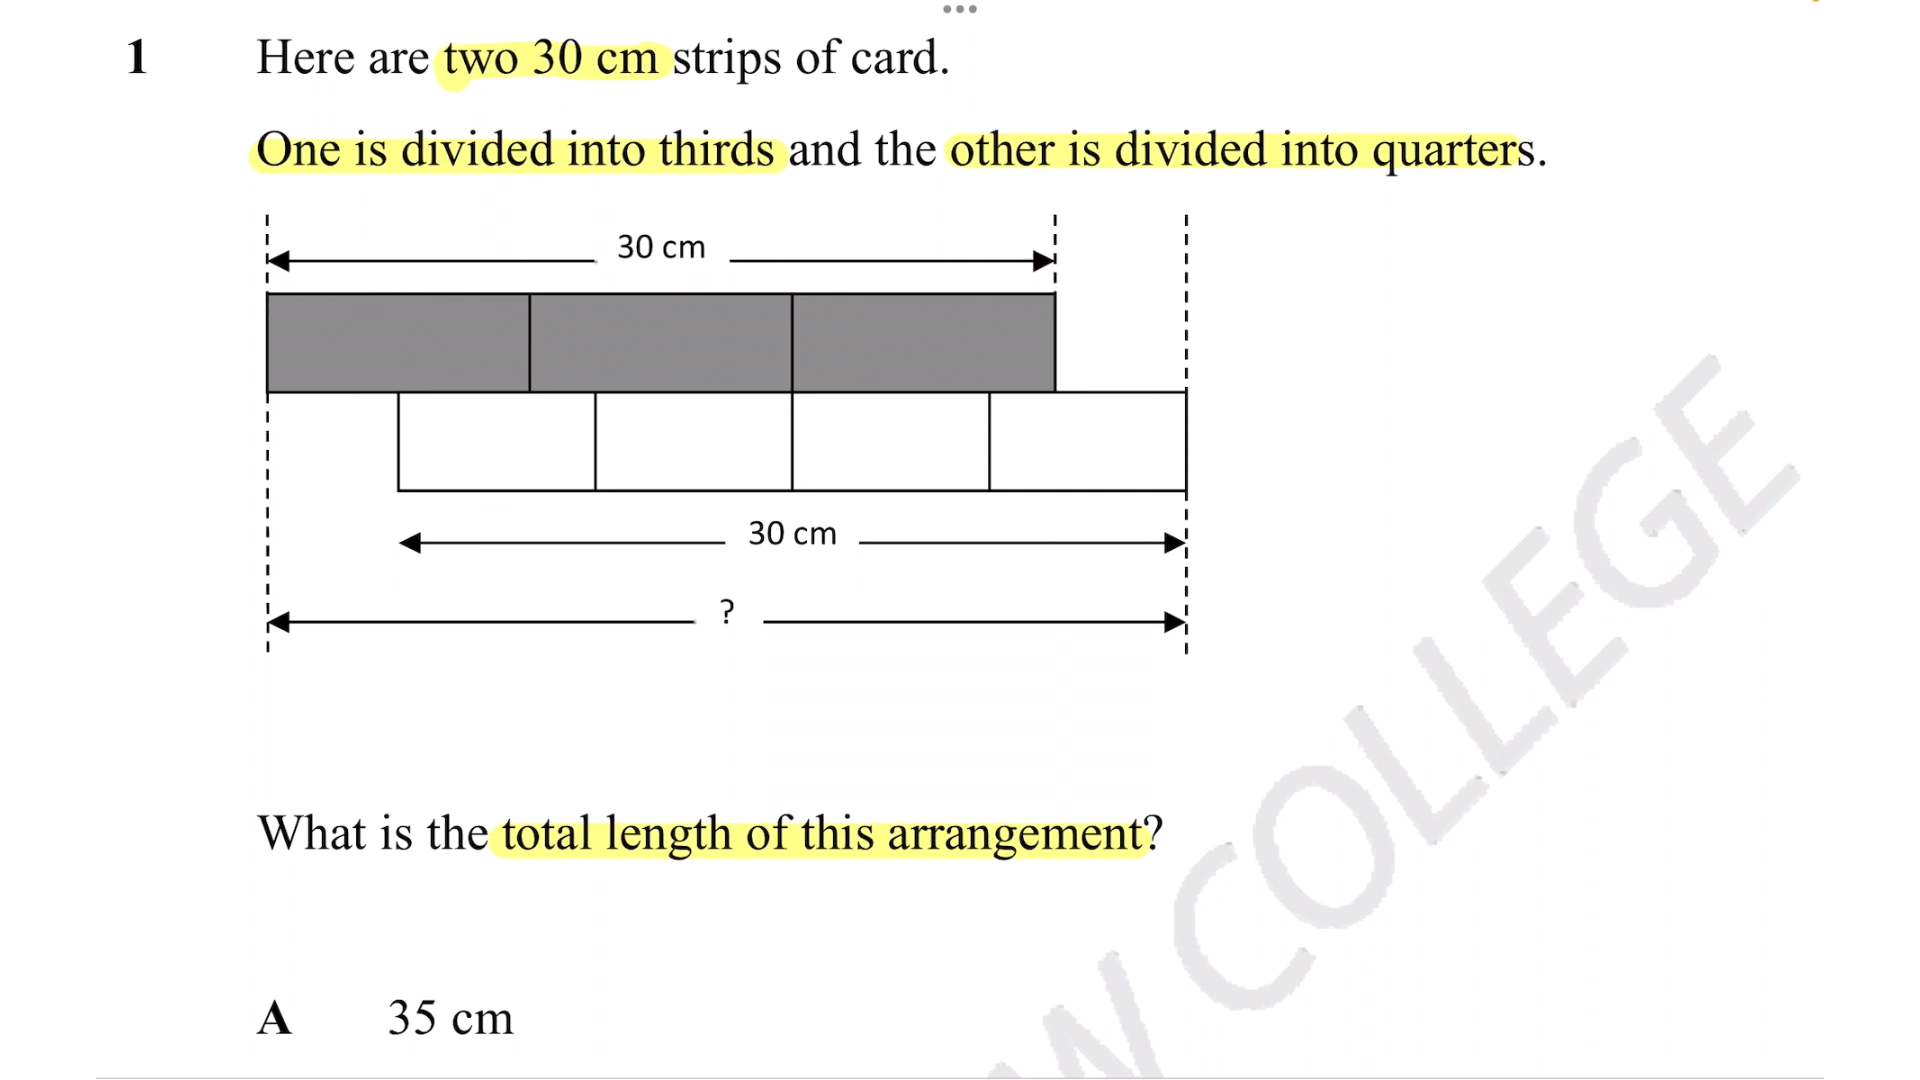 1 Here are two 30 cm strips of card.
One is divided into thirds and the other is divided into quarters.
30 cm
30 cm
?
What is the total length of this arrangement?
A 35 cm
W COLLEGE